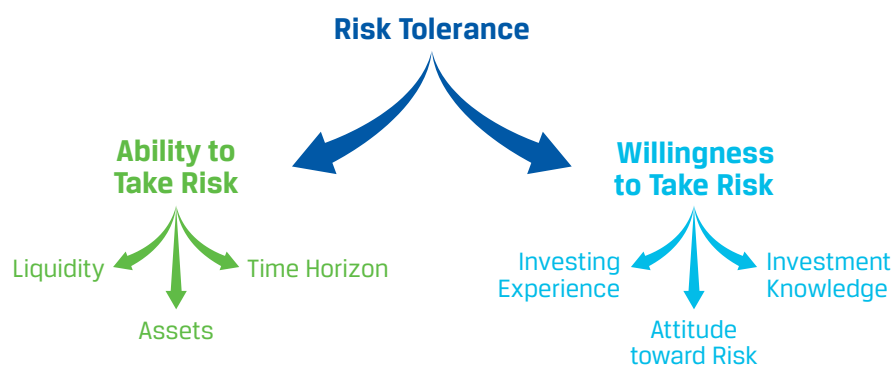 Risk Tolerance
Ability to
Take Risk
Willingness
to Take Risk
Liquidity
Time Horizon
Assets
Investing
Experience
Investment
Knowledge
Attitude
toward Risk